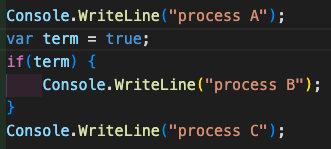 Console.WriteLine("process A");
var term = true;
if(term) {
    Console.WriteLine("process B");
}
Console.WriteLine("process C");